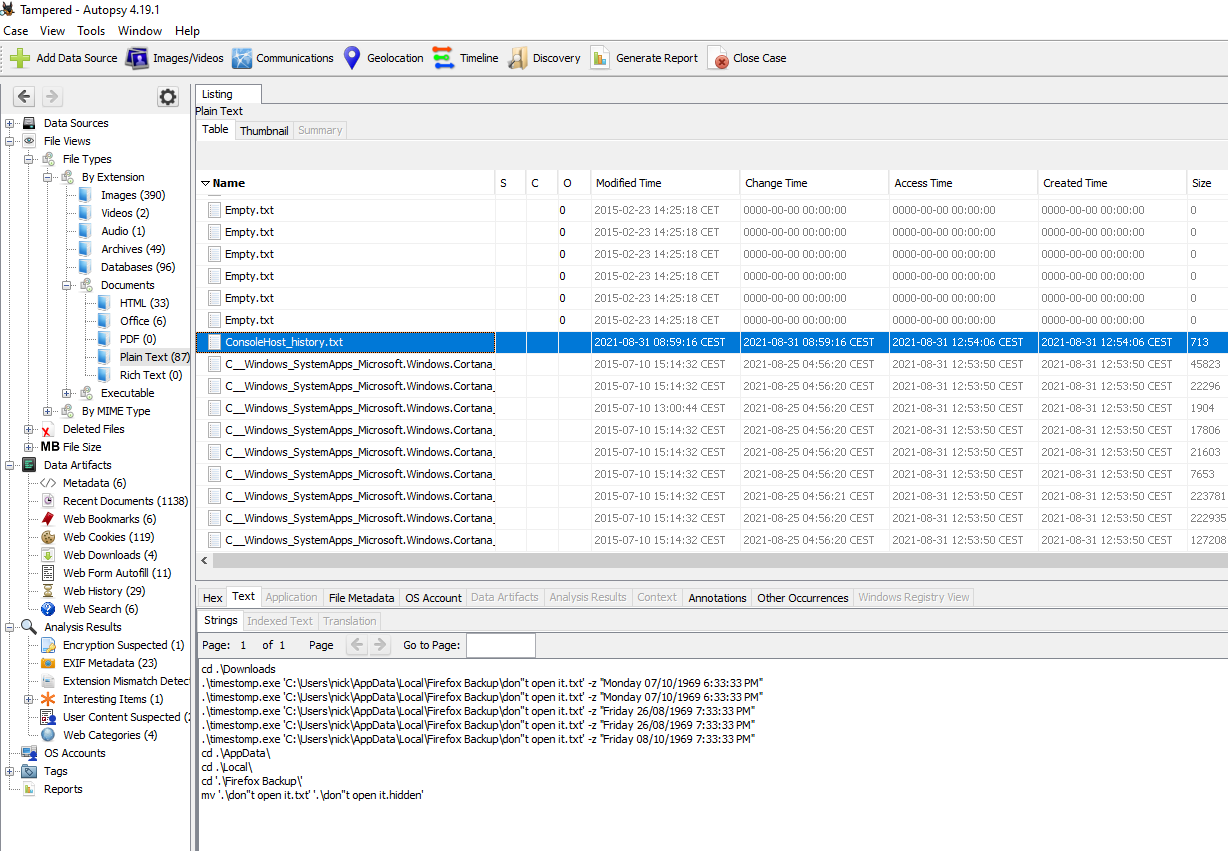 Tampered - Autopsy 4.19.1
Case View Tools Window Help
Add Data Source Images/Videos Communications Geolocation Timeline Discovery Generate Report Close Case
Data Sources
File Views
File Types
By Extension
Images (390)
Videos (2)
Audio (1)
Archives (49)
Databases (96)
Documents
HTML (33)
Office (6)
PDF (0)
Plain Text (87)
Rich Text (0)
Executable
By MIME Type
Deleted Files
MB File Size
Data Artifacts
Metadata (6)
Recent Documents (1138)
Web Bookmarks (6)
Web Cookies (119)
Web Downloads (4)
Web Form Autofill (11)
Web History (29)
Web Search (6)
Analysis Results
Encryption Suspected (1)
EXIF Metadata (23)
Extension Mismatch Detec
Interesting Items (1)
User Content Suspected (2
Web Categories (4)
OS Accounts
Tags
Reports
Listing
Plain Text
Table Thumbnail Summary
Name S C O Modified Time Change Time Access Time Created Time Size
Empty.txt 0 2015-02-23 14:25:18 CET 0000-00-00 00:00:00 0000-00-00 00:00:00 0000-00-00 00:00:00 0
Empty.txt 0 2015-02-23 14:25:18 CET 0000-00-00 00:00:00 0000-00-00 00:00:00 0000-00-00 00:00:00 0
Empty.txt 0 2015-02-23 14:25:18 CET 0000-00-00 00:00:00 0000-00-00 00:00:00 0000-00-00 00:00:00 0
Empty.txt 0 2015-02-23 14:25:18 CET 0000-00-00 00:00:00 0000-00-00 00:00:00 0000-00-00 00:00:00 0
Empty.txt 0 2015-02-23 14:25:18 CET 0000-00-00 00:00:00 0000-00-00 00:00:00 0000-00-00 00:00:00 0
Empty.txt 0 2015-02-23 14:25:18 CET 0000-00-00 00:00:00 0000-00-00 00:00:00 0000-00-00 00:00:00 0
ConsoleHost_history.txt 2021-08-31 08:59:16 CEST 2021-08-31 08:59:16 CEST 2021-08-31 12:54:06 CEST 2021-08-31 12:54:06 CEST 713
C__Windows_SystemApps_Microsoft.Windows.Cortana_ 2015-07-10 15:14:32 CEST 2021-08-25 04:56:20 CEST 2021-08-31 12:53:50 CEST 2021-08-31 12:53:50 CEST 45823
C__Windows_SystemApps_Microsoft.Windows.Cortana_ 2015-07-10 15:14:32 CEST 2021-08-25 04:56:20 CEST 2021-08-31 12:53:50 CEST 2021-08-31 12:53:50 CEST 22296
C__Windows_SystemApps_Microsoft.Windows.Cortana_ 2015-07-10 13:00:44 CEST 2021-08-25 04:56:20 CEST 2021-08-31 12:53:50 CEST 2021-08-31 12:53:50 CEST 1904
C__Windows_SystemApps_Microsoft.Windows.Cortana_ 2015-07-10 15:14:32 CEST 2021-08-25 04:56:20 CEST 2021-08-31 12:53:50 CEST 2021-08-31 12:53:50 CEST 17806
C__Windows_SystemApps_Microsoft.Windows.Cortana_ 2015-07-10 15:14:32 CEST 2021-08-25 04:56:20 CEST 2021-08-31 12:53:50 CEST 2021-08-31 12:53:50 CEST 21603
C__Windows_SystemApps_Microsoft.Windows.Cortana_ 2015-07-10 15:14:32 CEST 2021-08-25 04:56:20 CEST 2021-08-31 12:53:50 CEST 2021-08-31 12:53:50 CEST 7653
C__Windows_SystemApps_Microsoft.Windows.Cortana_ 2015-07-10 15:14:32 CEST 2021-08-25 04:56:21 CEST 2021-08-31 12:53:50 CEST 2021-08-31 12:53:50 CEST 223781
C__Windows_SystemApps_Microsoft.Windows.Cortana_ 2015-07-10 15:14:32 CEST 2021-08-25 04:56:20 CEST 2021-08-31 12:53:50 CEST 2021-08-31 12:53:50 CEST 222935
C__Windows_SystemApps_Microsoft.Windows.Cortana_ 2015-07-10 15:14:32 CEST 2021-08-25 04:56:20 CEST 2021-08-31 12:53:50 CEST 2021-08-31 12:53:50 CEST 127208
Hex Text Application File Metadata OS Account Data Artifacts Analysis Results Context Annotations Other Occurrences Windows Registry View
Strings Indexed Text Translation
Page: 1 of 1 Page Go to Page:
cd .\Downloads
.\timestomp.exe 'C:\Users\nick\AppData\Local\Firefox Backup\don''t open it.txt' -z "Monday 07/10/1969 6:33:33 PM"
.\timestomp.exe 'C:\Users\nick\AppData\Local\Firefox Backup\don''t open it.txt' -z "Monday 07/10/1969 6:33:33 PM"
.\timestomp.exe 'C:\Users\nick\AppData\Local\Firefox Backup\don''t open it.txt' -z "Friday 26/08/1969 7:33:33 PM"
.\timestomp.exe 'C:\Users\nick\AppData\Local\Firefox Backup\don''t open it.txt' -z "Friday 26/08/1969 7:33:33 PM"
.\timestomp.exe 'C:\Users\nick\AppData\Local\Firefox Backup\don''t open it.txt' -z "Friday 08/10/1969 7:33:33 PM"
cd .\AppData\
cd .\Local\
cd '.\Firefox Backup\'
mv '.\don''t open it.txt' '.\don''t open it.hidden'